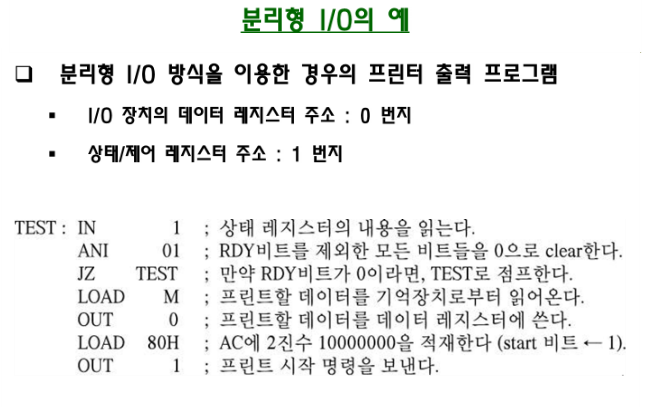 분리형 I/O의 예
❑ 분리형 I/O 방식을 이용한 경우의 프린터 출력 프로그램
▪ I/O 장치의 데이터 레지스터 주소 : 0 번지
▪ 상태/제어 레지스터 주소 : 1 번지
TEST : IN 1 ; 상태 레지스터의 내용을 읽는다.
ANI 01 ; RDY비트를 제외한 모든 비트들을 0으로 clear한다.
JZ TEST ; 만약 RDY비트가 0이라면, TEST로 점프한다.
LOAD M ; 프린트할 데이터를 기억장치로부터 읽어온다.
OUT 0 ; 프린트할 데이터를 데이터 레지스터에 쓴다.
LOAD 80H ; AC에 2진수 10000000을 적재한다 (start 비트 ← 1).
OUT 1 ; 프린트 시작 명령을 보낸다.